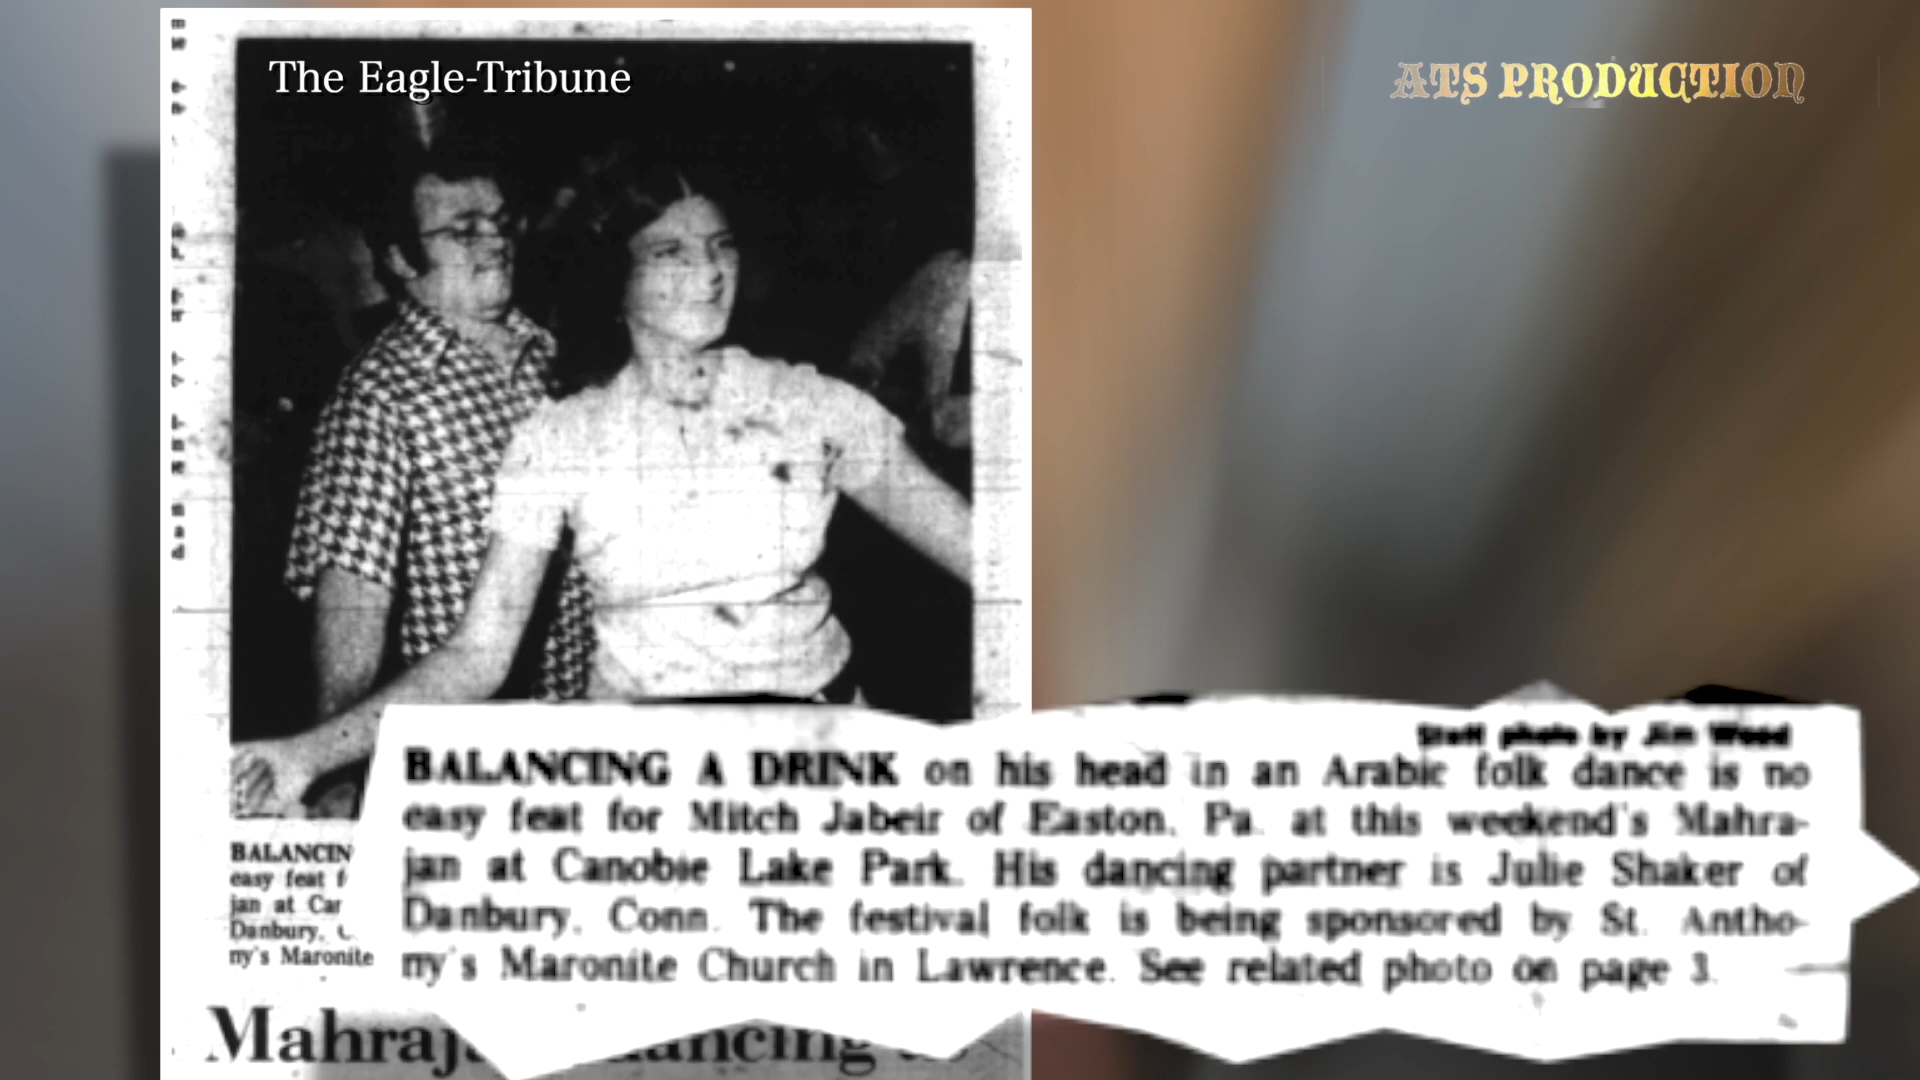 The Eagle-Tribune
ATS PRODUCTION
Staff photo by Jim Wood
BALANCING A DRINK on his head in an Arabic folk dance is no
easy feat for Mitch Jabeir of Easton, Pa. at this weekend's Mahra-
jan at Canobie Lake Park. His dancing partner is Julie Shaker of
Danbury, Conn. The festival folk is being sponsored by St. Antho-
ny's Maronite Church in Lawrence. See related photo on page 3.
BALANCIN
easy feat f
jan at Car
Danbury,
ny's Maronite